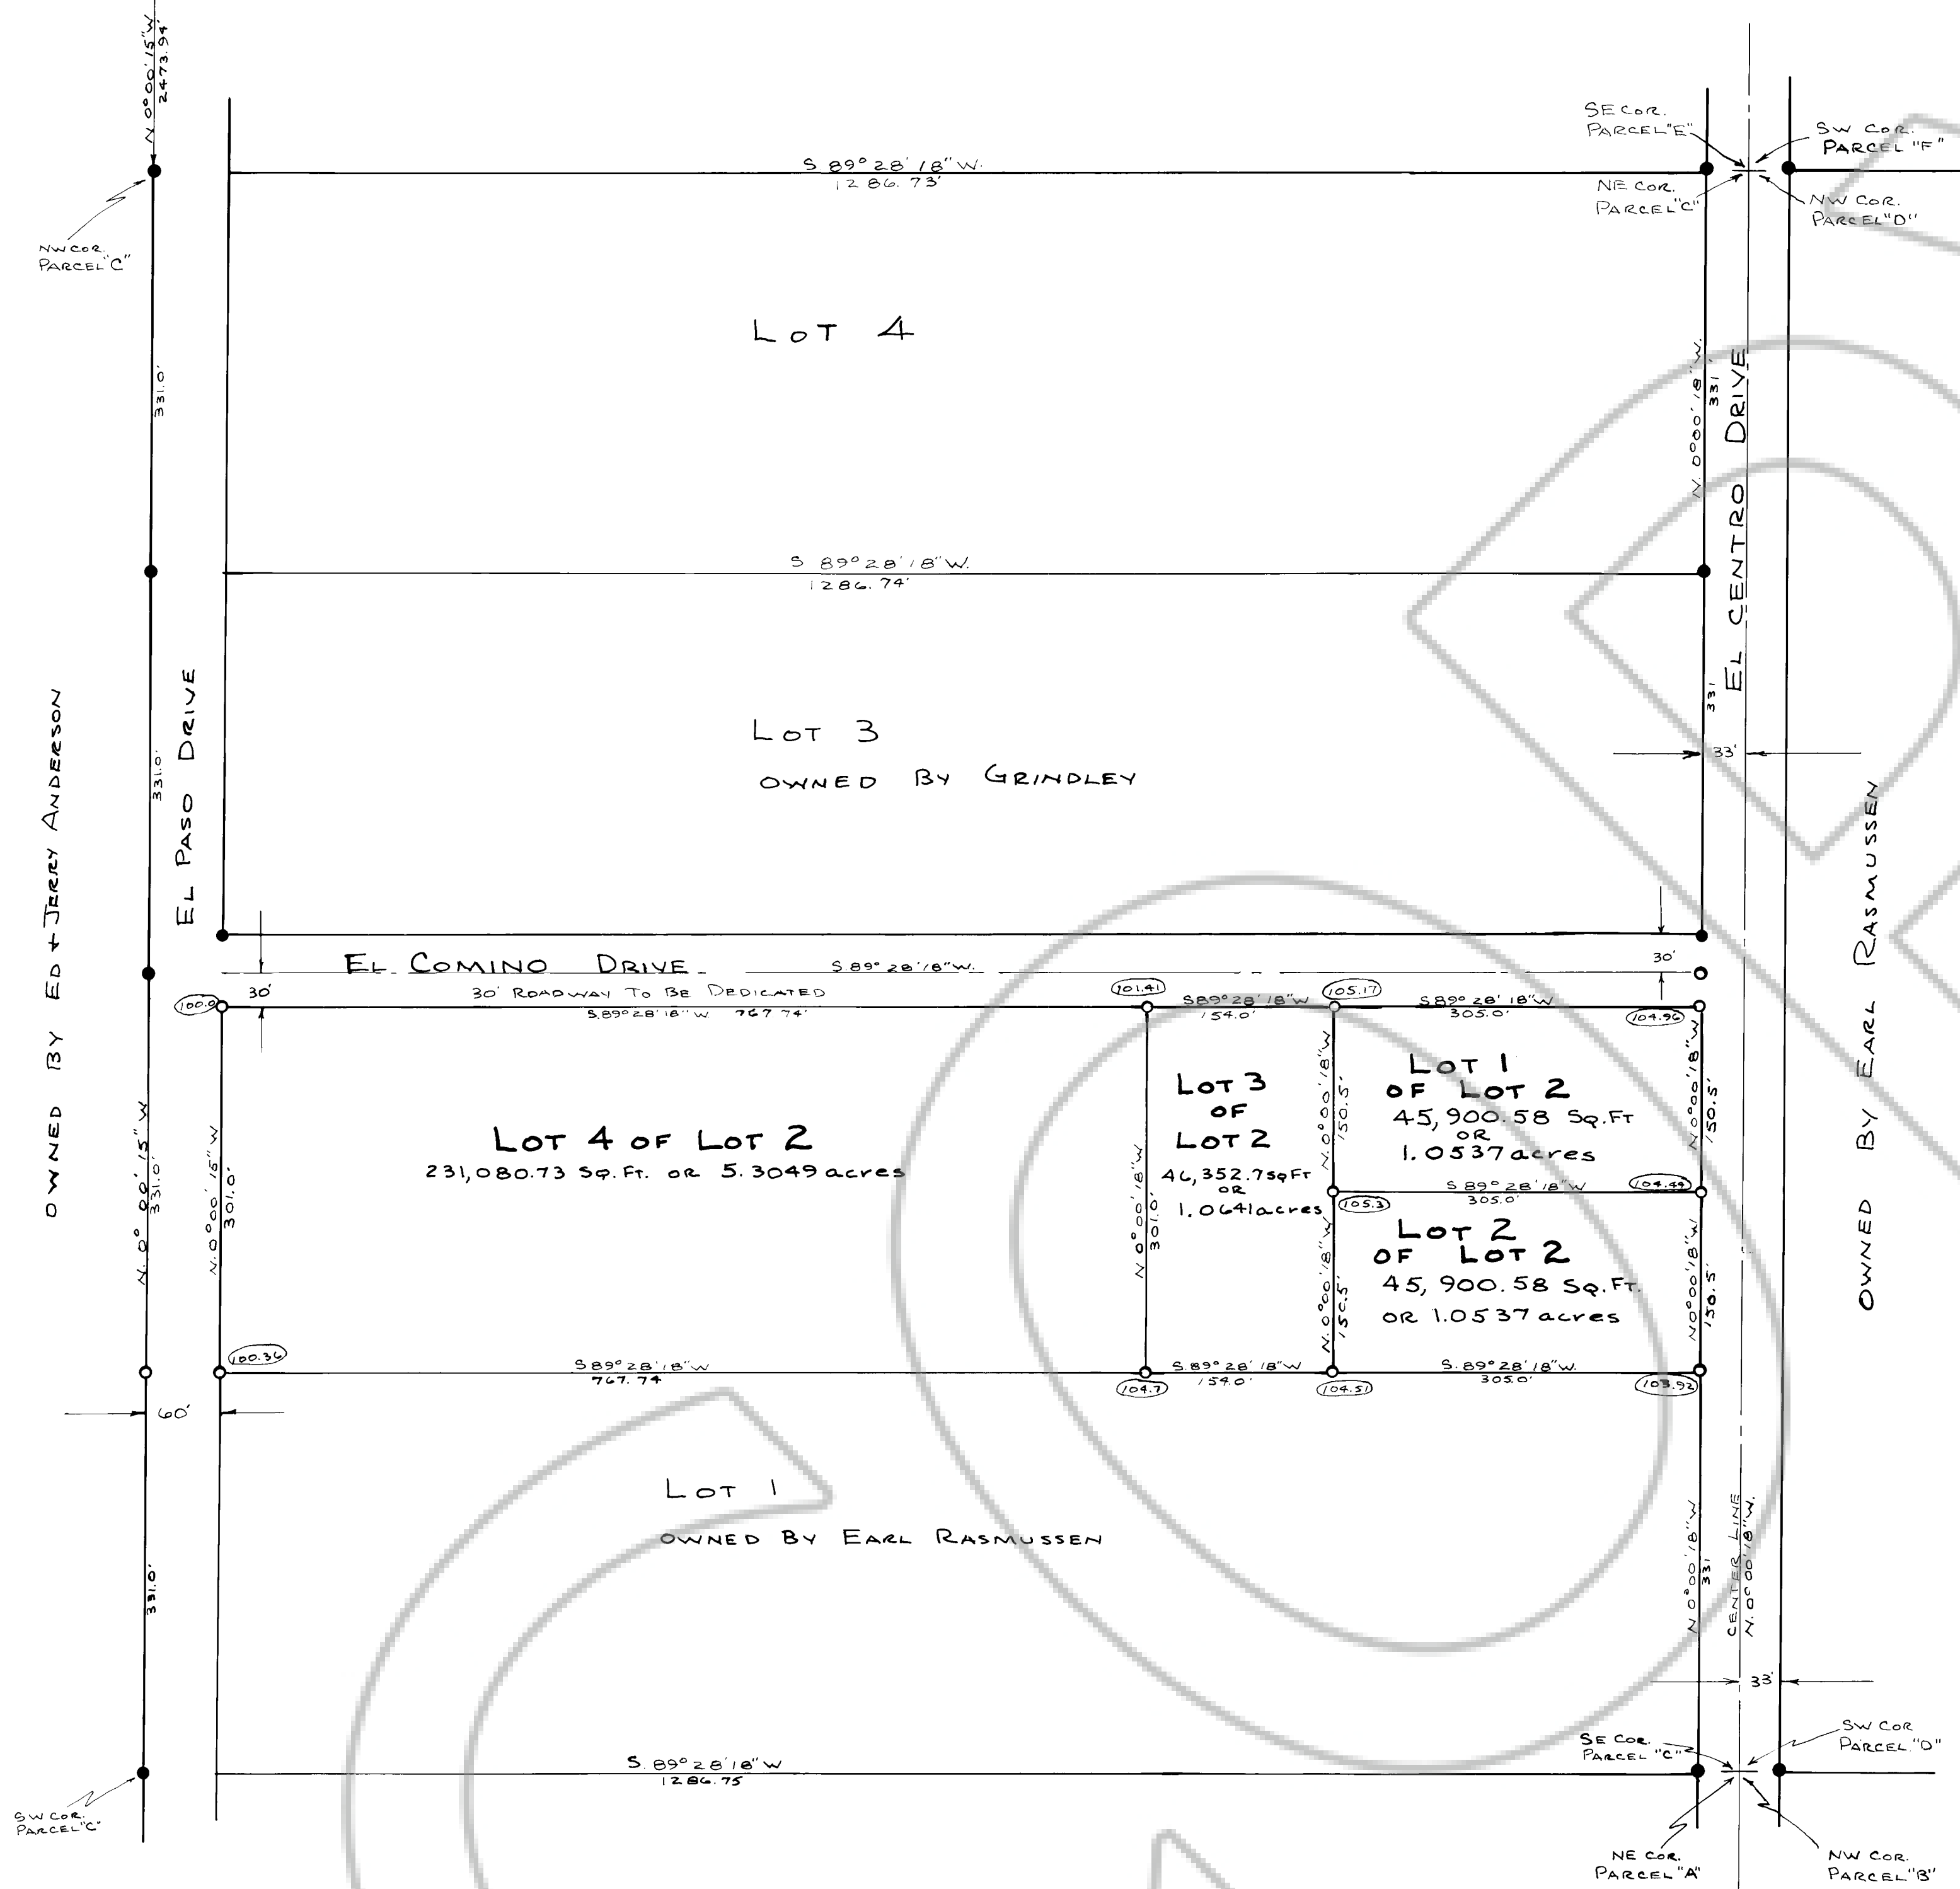 N 0°00'15"W
2473.94'
SE COR.
PARCEL "E"
SW COR.
PARCEL "F"
S 89°28'18"W.
1286.73'
NE COR.
PARCEL "C"
NW COR.
PARCEL "D"
NW COR.
PARCEL "C"
LOT 4
331.0'
N. 0°00'18"W.
331'
EL CENTRO DRIVE
S 89°28'18"W.
1286.74'
331
LOT 3
OWNED BY GRINDLEY
33'
331.0'
EL PASO DRIVE
OWNED BY ED + JERRY ANDERSON
OWNED BY EARL RASMUSSEN
EL COMINO DRIVE
S.89°28'18"W.
30'
30'
30' ROADWAY TO BE DEDICATED
100.0
S.89°28'18"W 767.74'
101.41
S89°28'18"W
154.0'
105.17
S.89°28'18"W
305.0'
104.96
N. 0°00'15"W
331.0'
N.0°00'15"W
301.0'
LOT 4 OF LOT 2
231,080.73 SQ.FT. OR 5.3049 acres
N 0°00'18"W
301.0'
LOT 3
OF
LOT 2
46,352.7 SQFT
OR
1.0641 acres
N.0°00'18"W
150.5'
LOT 1
OF LOT 2
45,900.58 SQ.FT
OR
1.0537 acres
N.0°00'18"W
150.5'
S 89°28'18"W
305.0'
104.44
105.3
LOT 2
OF LOT 2
45,900.58 SQ.FT.
OR 1.0537 acres
N.0°00'18"W
150.5'
N.0°00'18"W
150.5'
100.36
S89°28'18"W
767.74
104.7
S.89°28'18"W
154.0'
104.51
S.89°28'18"W.
305.0'
103.92
60'
LOT 1
OWNED BY EARL RASMUSSEN
331.0'
N.0°00'18"W
331
CENTER LINE
N.0°00'18"W.
33'
S.89°28'18"W
1286.75
SE COR.
PARCEL "C"
SW COR
PARCEL "D"
SW COR.
PARCEL "C"
NE COR.
PARCEL "A"
NW COR.
PARCEL "B"